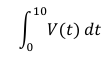 ∫₀¹⁰ V(t) dt